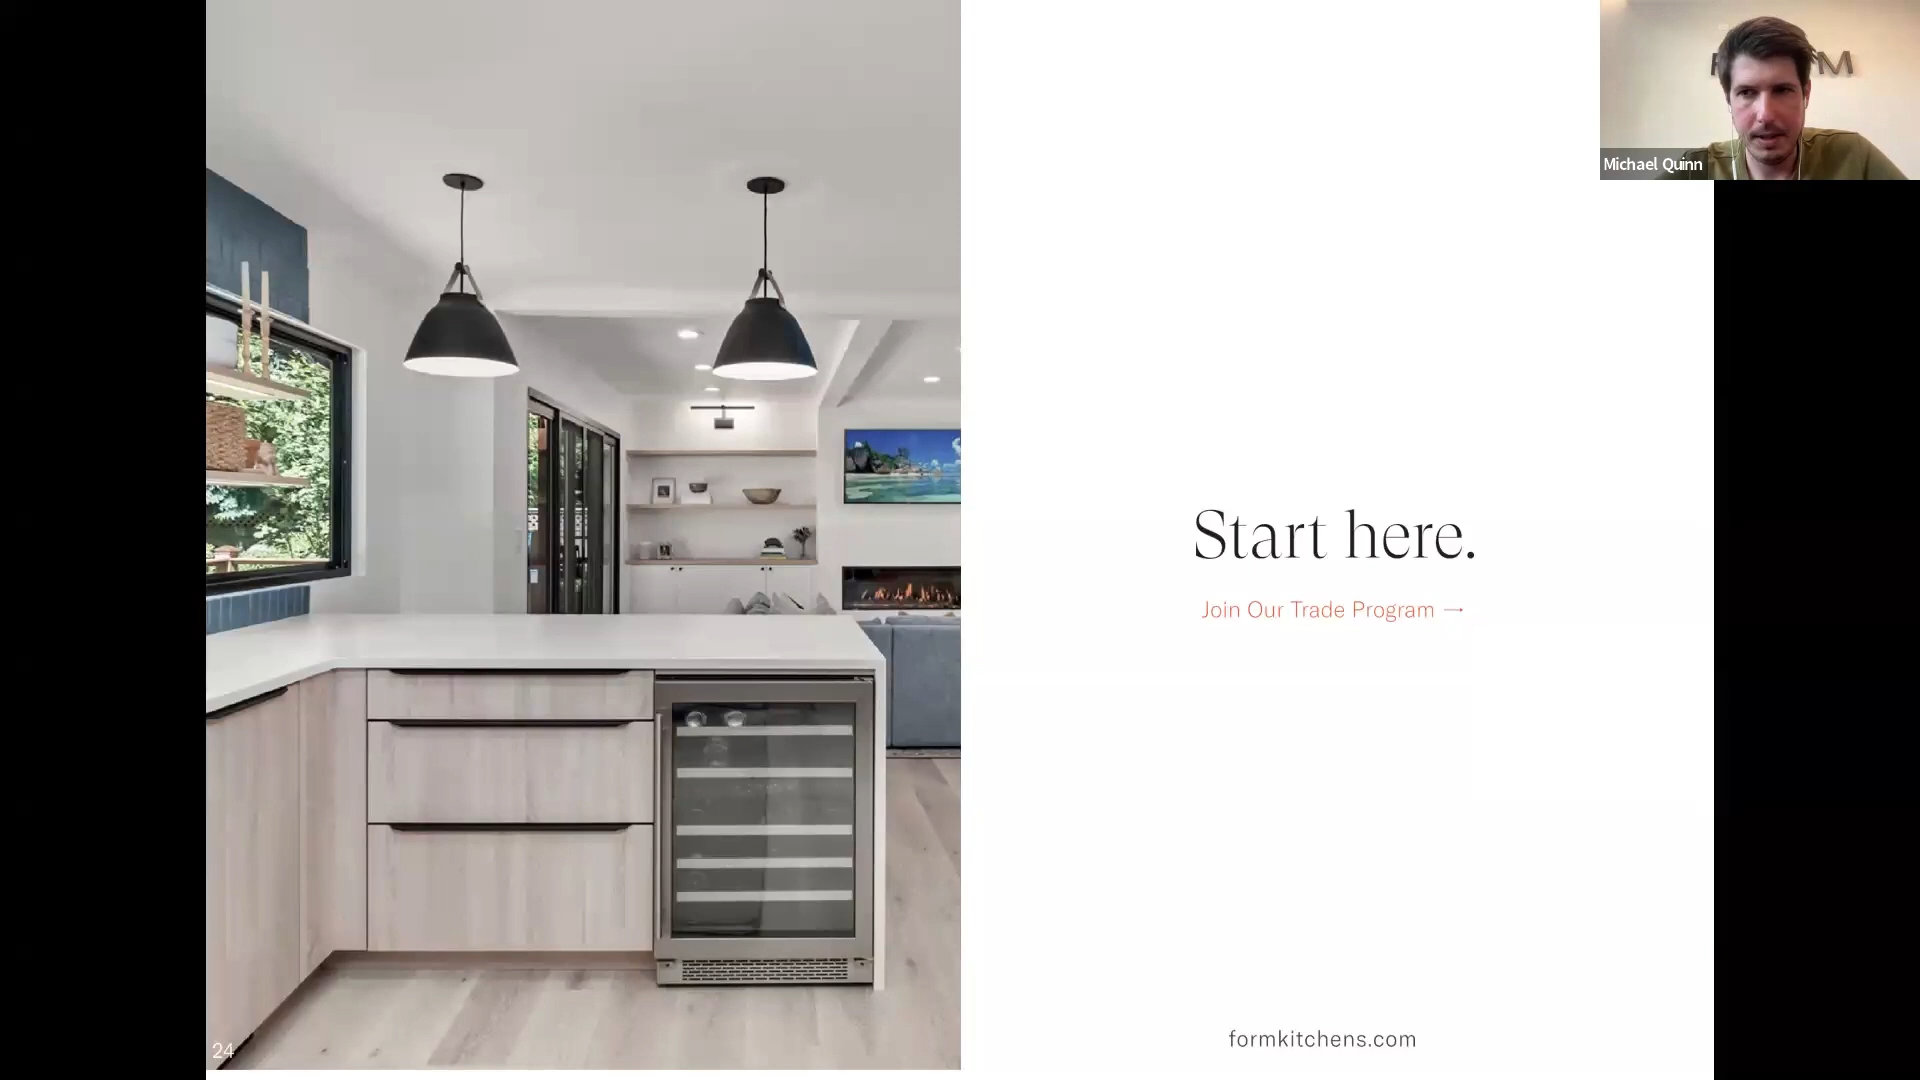 Michael Quinn
Start here.
Join Our Trade Program →
formkitchens.com
24